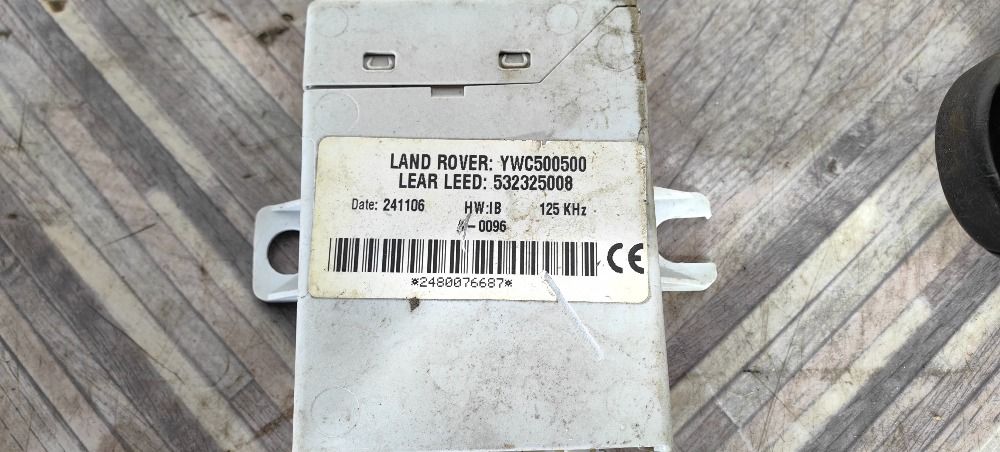 LAND ROVER: YWC500500
LEAR LEED: 532325008
Date: 241106 HW:IB 125 KHz
-0096
CE
*2480076687*